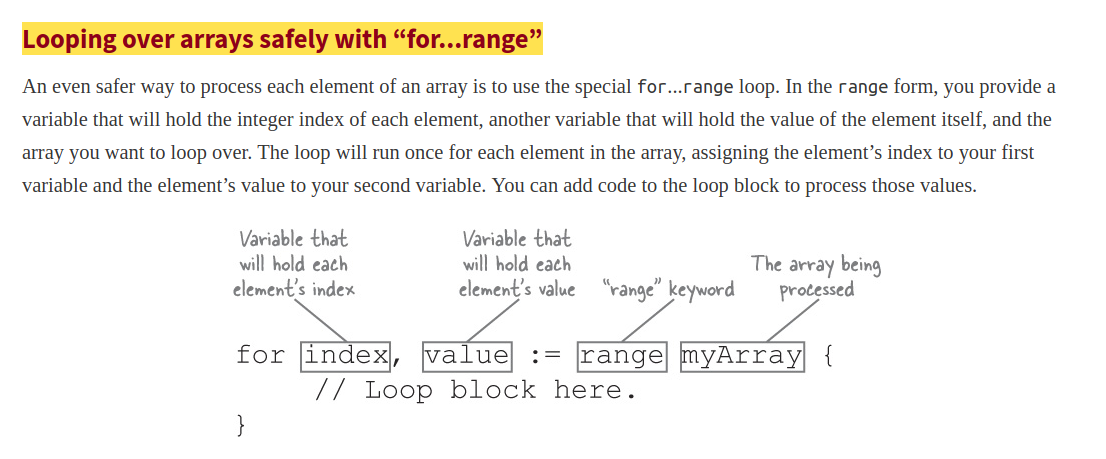 Looping over arrays safely with “for...range”
An even safer way to process each element of an array is to use the special for...range loop. In the range form, you provide a
variable that will hold the integer index of each element, another variable that will hold the value of the element itself, and the
array you want to loop over. The loop will run once for each element in the array, assigning the element’s index to your first
variable and the element’s value to your second variable. You can add code to the loop block to process those values.
Variable that
will hold each
element’s index
Variable that
will hold each
element’s value
“range” keyword
The array being
processed
for index, value := range myArray {
// Loop block here.
}